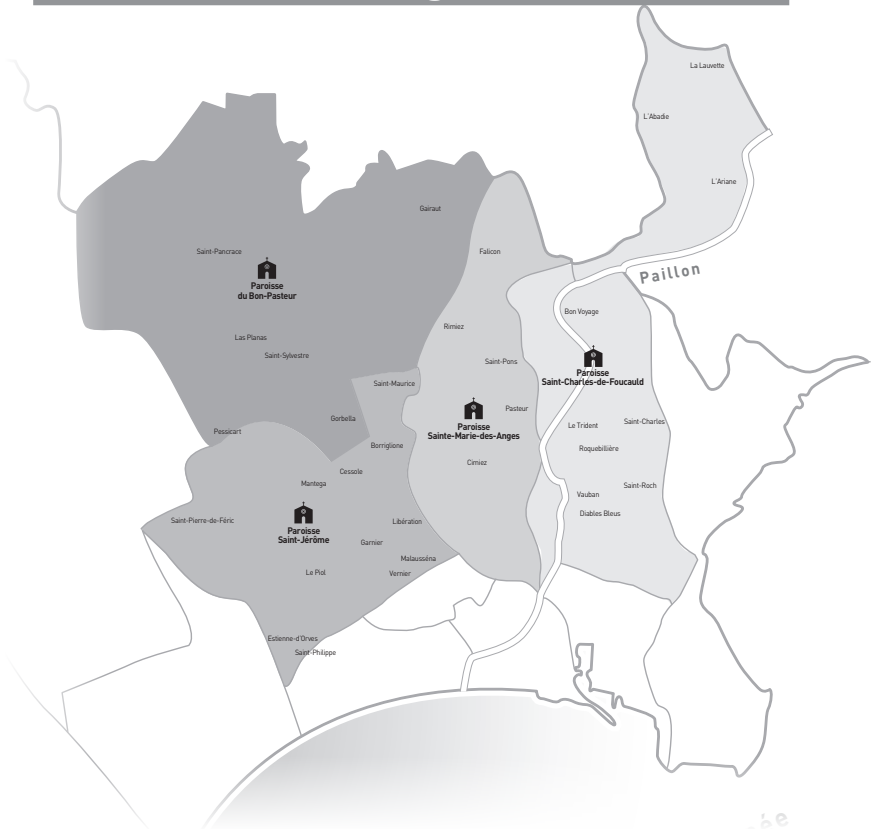 La Lauvette
L'Abadie
L'Ariane
Gairaut
Saint-Pancrace
Falicon
Paroisse
du Bon-Pasteur
Paillon
Bon Voyage
Rimiez
Las Planas
Saint-Sylvestre
Saint-Pons
Paroisse
Saint-Charles-de-Foucauld
Saint-Maurice
Pasteur
Gorbella
Pessicart
Paroisse
Sainte-Marie-des-Anges
Le Trident
Saint-Charles
Borriglione
Roquebillière
Cimiez
Cessole
Mantega
Saint-Roch
Vauban
Diables Bleus
Saint-Pierre-de-Féric
Paroisse
Saint-Jérôme
Libération
Garnier
Malausséna
Le Piol
Vernier
Estienne-d'Orves
Saint-Philippe